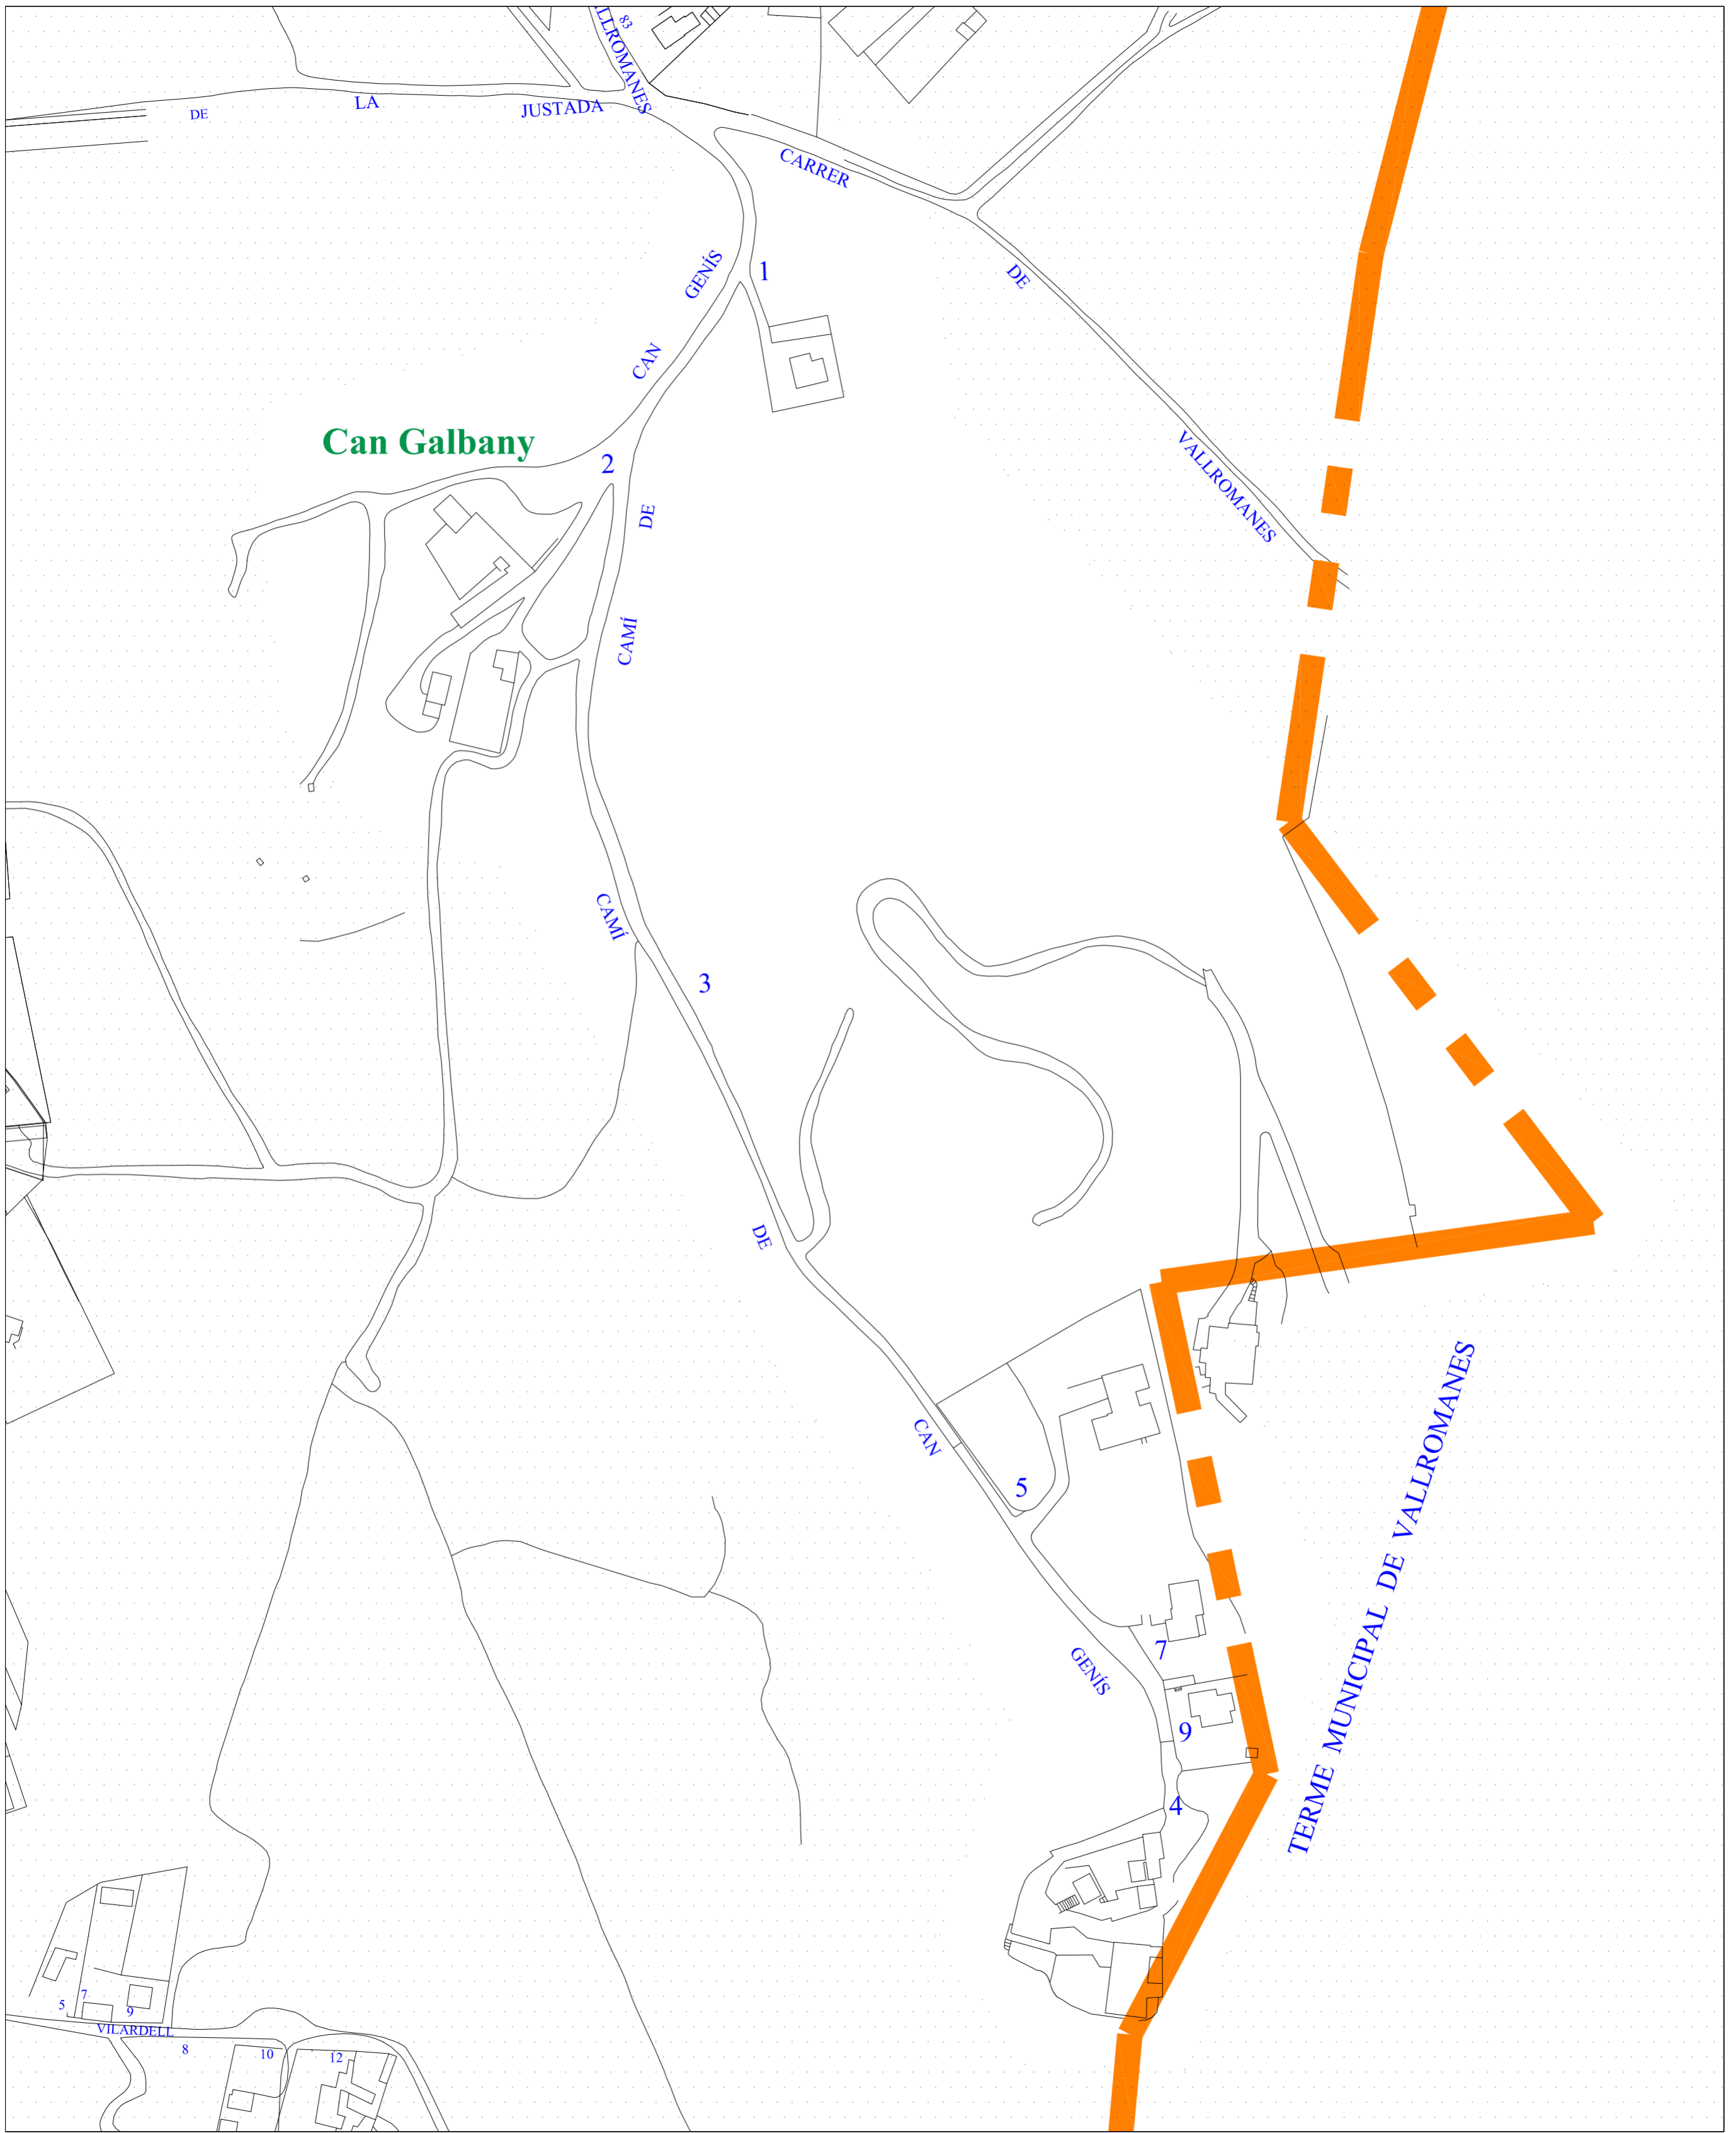 83
LLROMANES
DE LA JUSTADA
CARRER
DE
VALLROMANES
1
GENÍS
CAN
DE
CAMÍ
Can Galbany
2
CAMÍ
3
DE
CAN
5
GENÍS
7
9
4
TERME MUNICIPAL DE VALLROMANES
5
7
9
VILARDELL
8
10
12